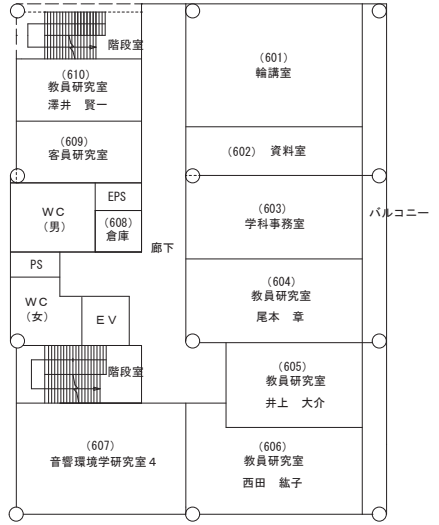 階段室
(610)
教員研究室
澤井 賢一
(609)
客員研究室
WC
(男)
EPS
(608)
倉庫
PS
WC
(女)
EV
階段室
(607)
音響環境学研究室4
廊下
(601)
輪講室
(602) 資料室
(603)
学科事務室
(604)
教員研究室
尾本 章
(605)
教員研究室
井上 大介
(606)
教員研究室
西田 紘子
バルコニー